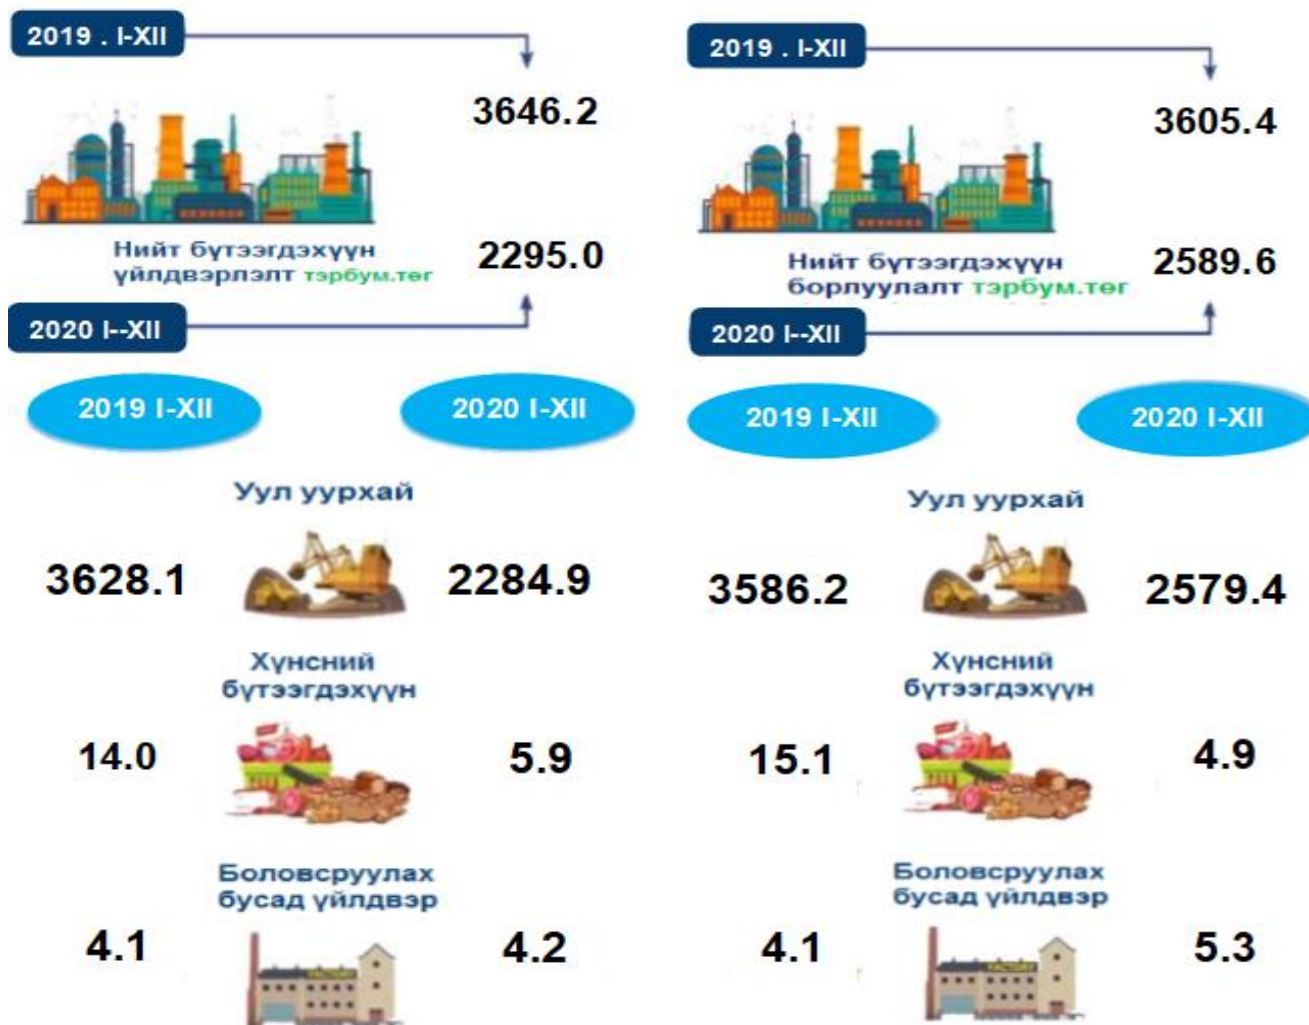 2019 . I-XII
3646.2
Нийт бүтээгдэхүүн
үйлдвэрлэлт тэрбум.төг
2295.0
2020 I--XII
2019 I-XII
2020 I-XII
Уул уурхай
3628.1
2284.9
Хүнсний
бүтээгдэхүүн
14.0
5.9
Боловсруулах
бусад үйлдвэр
4.1
4.2
FACTORY
2019 . I-XII
3605.4
Нийт бүтээгдэхүүн
борлуулалт тэрбум.төг
2589.6
2020 I--XII
2019 I-XII
2020 I-XII
Уул уурхай
3586.2
2579.4
Хүнсний
бүтээгдэхүүн
15.1
4.9
Боловсруулах
бусад үйлдвэр
4.1
5.3
FACTORY